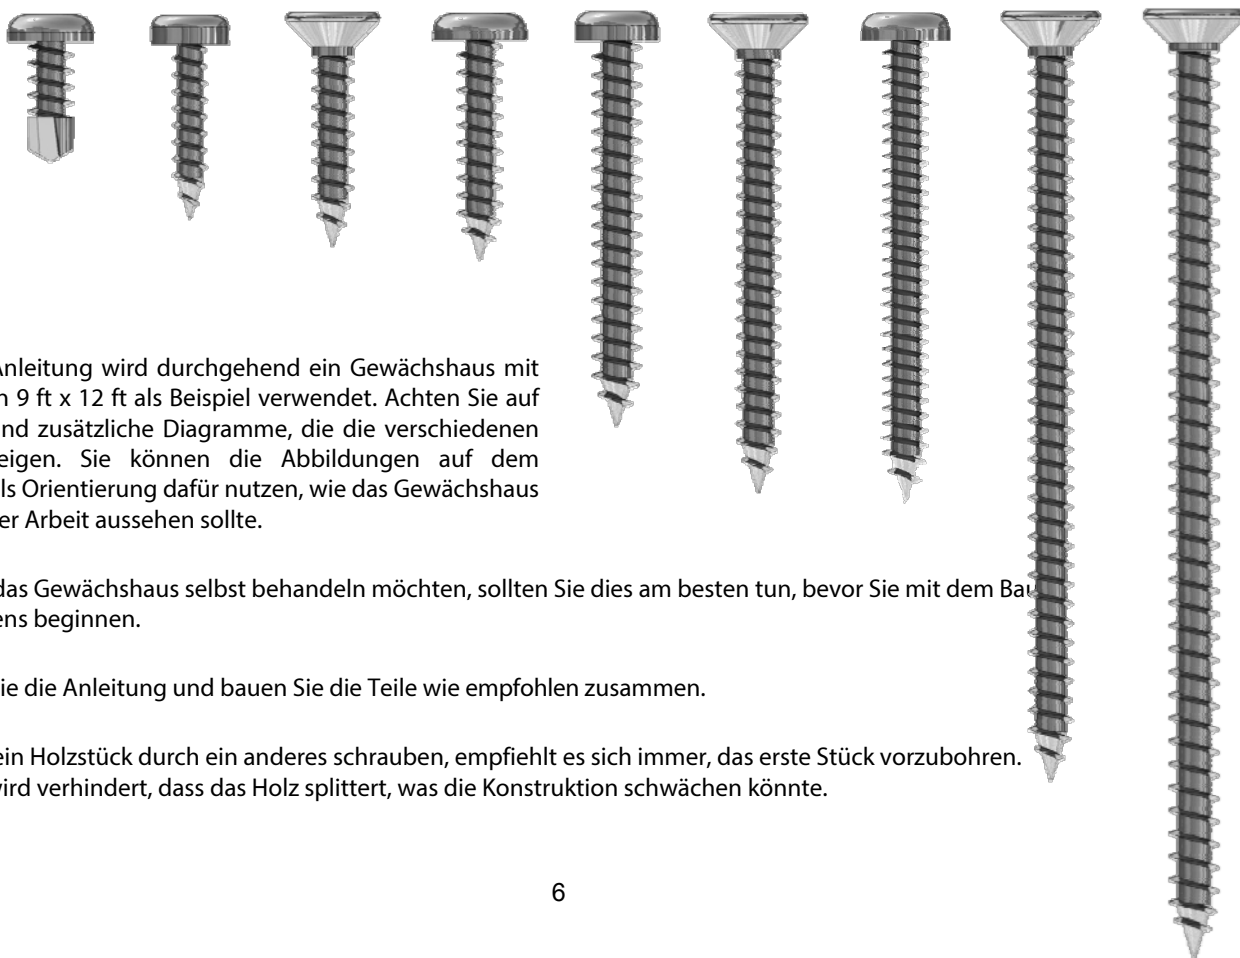 Anleitung wird durchgehend ein Gewächshaus mit
n 9 ft x 12 ft als Beispiel verwendet. Achten Sie auf
nd zusätzliche Diagramme, die die verschiedenen
eigen. Sie können die Abbildungen auf dem
ls Orientierung dafür nutzen, wie das Gewächshaus
er Arbeit aussehen sollte.
das Gewächshaus selbst behandeln möchten, sollten Sie dies am besten tun, bevor Sie mit dem Bau
ens beginnen.
ie die Anleitung und bauen Sie die Teile wie empfohlen zusammen.
ein Holzstück durch ein anderes schrauben, empfiehlt es sich immer, das erste Stück vorzubohren.
vird verhindert, dass das Holz splittert, was die Konstruktion schwächen könnte.
6